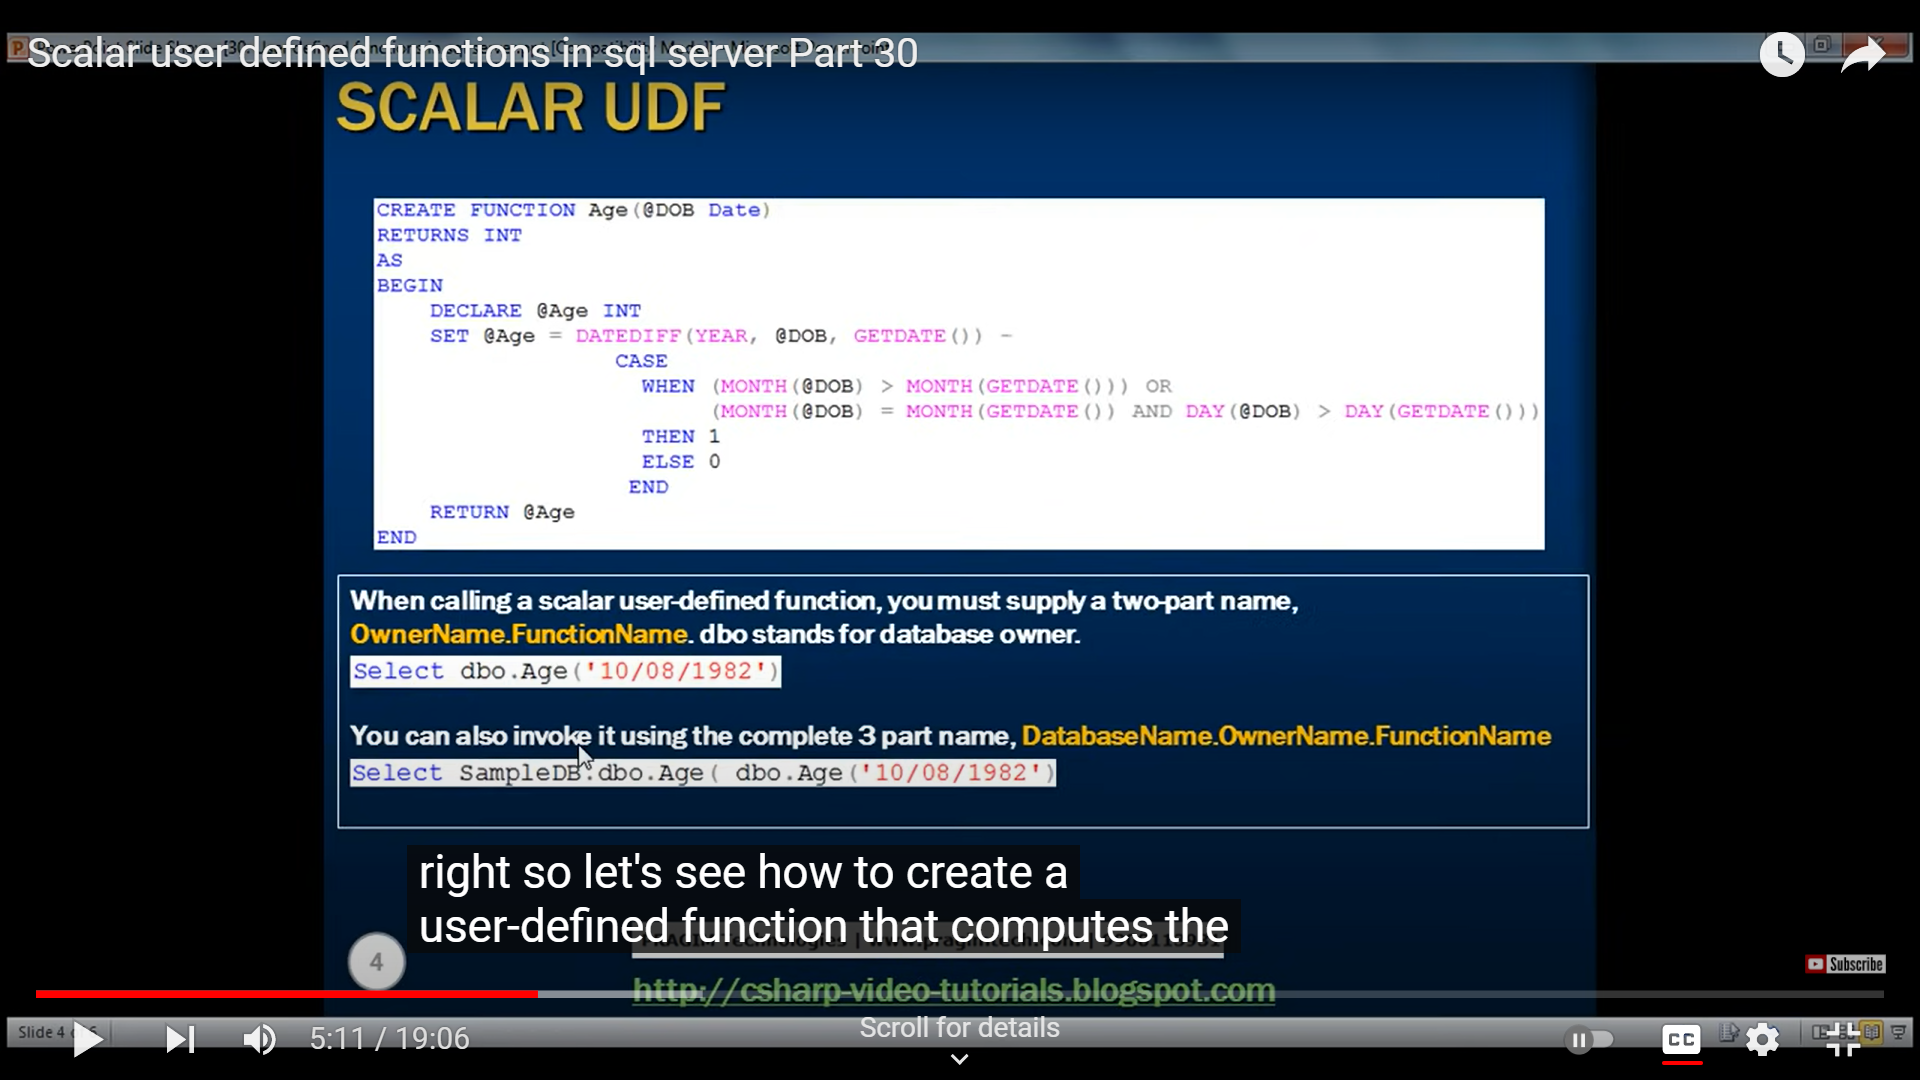 Scalar user defined functions in sql server Part 30
SCALAR UDF
CREATE FUNCTION Age(@DOB Date)
RETURNS INT
AS
BEGIN
DECLARE @Age INT
SET @Age = DATEDIFF(YEAR, @DOB, GETDATE()) -
CASE
WHEN (MONTH(@DOB) > MONTH(GETDATE())) OR
(MONTH(@DOB) = MONTH(GETDATE()) AND DAY(@DOB) > DAY(GETDATE()))
THEN 1
ELSE 0
END
RETURN @Age
END
When calling a scalar user-defined function, you must supply a two-part name,
OwnerName.FunctionName. dbo stands for database owner.
Select dbo.Age('10/08/1982')
You can also invoke it using the complete 3 part name, DatabaseName.OwnerName.FunctionName
Select SampleDB.dbo.Age( dbo.Age('10/08/1982')
right so let's see how to create a
user-defined function that computes the
4
Subscribe
http://csharp-video-tutorials.blogspot.com
Slide 4
5:11 / 19:06
Scroll for details
CC